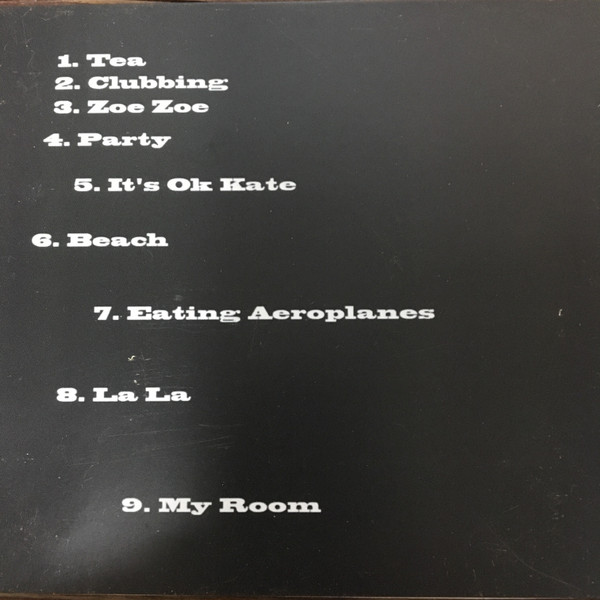 1. Tea
2. Clubbing
3. Zoe Zoe
4. Party
5. It's Ok Kate
6. Beach
7. Eating Aeroplanes
8. La La
9. My Room